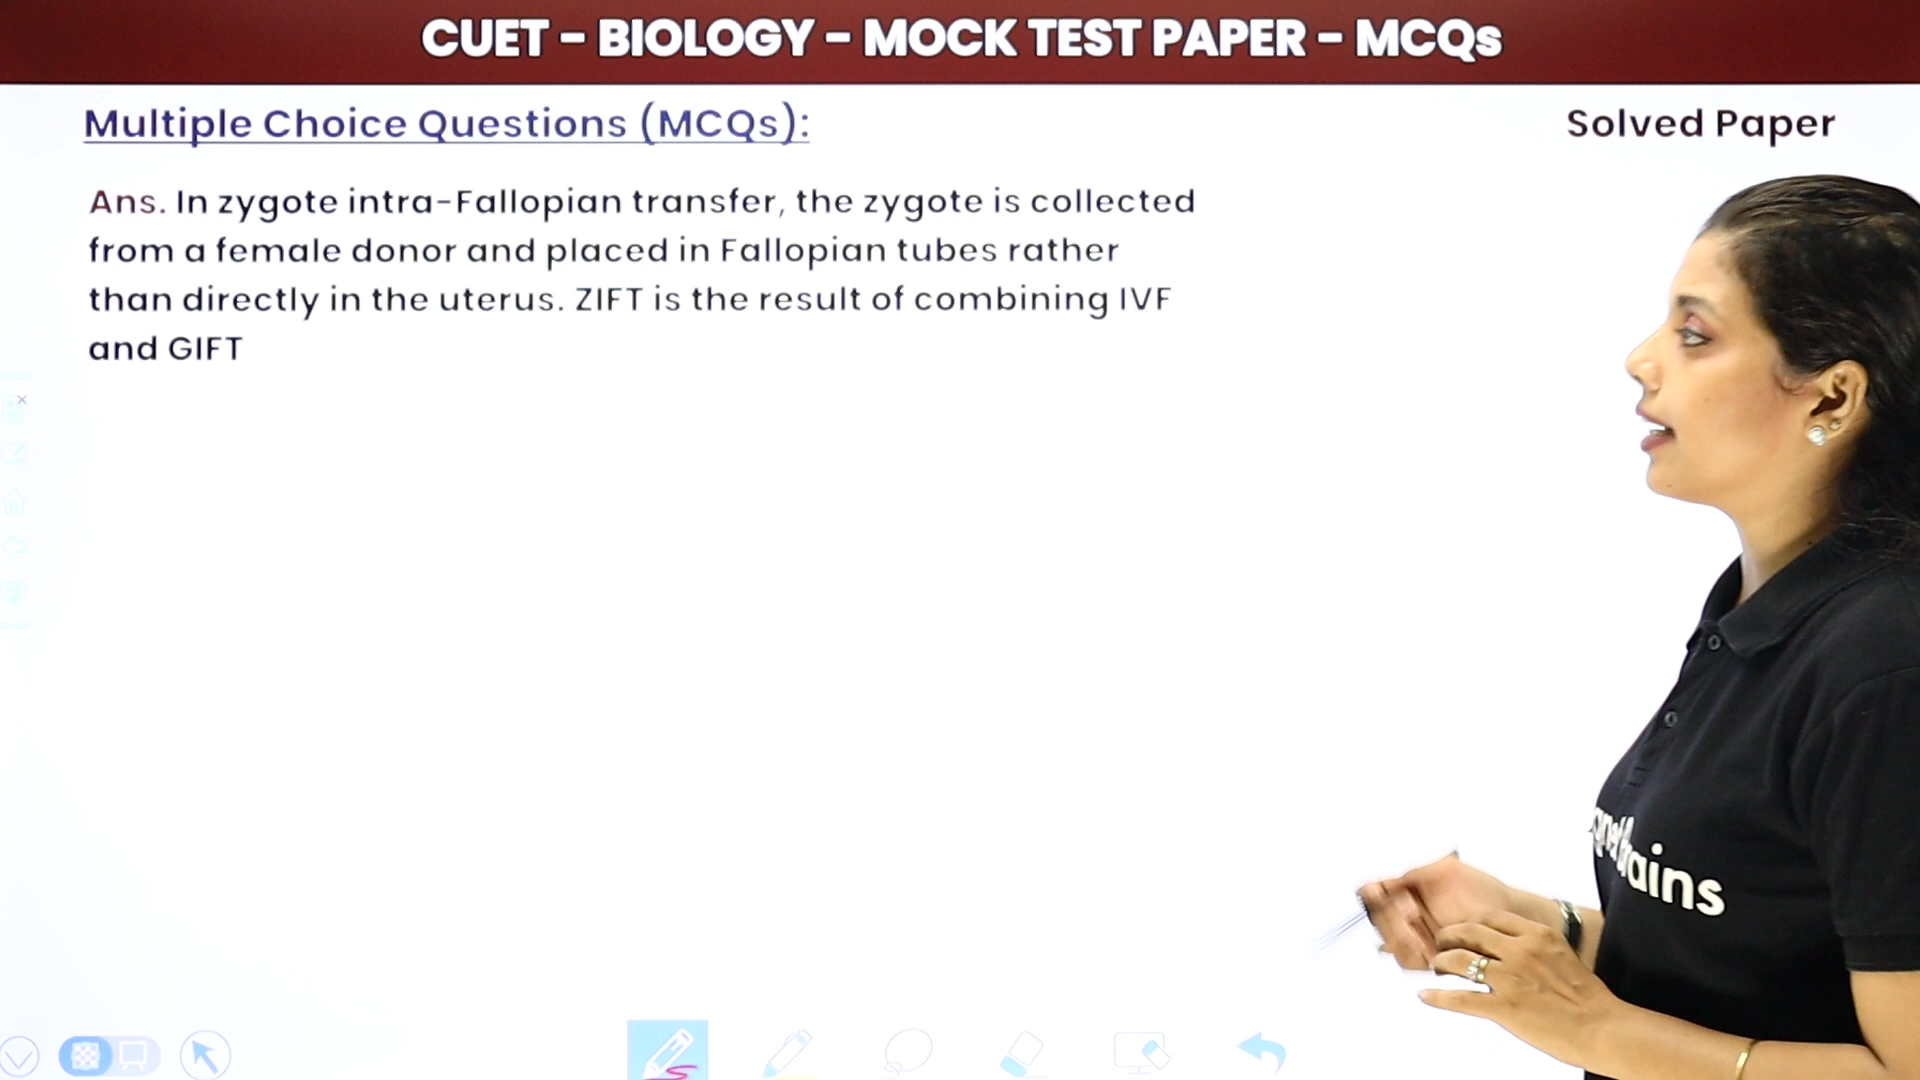 CUET - BIOLOGY - MOCK TEST PAPER - MCQs
Multiple Choice Questions (MCQs):
Solved Paper
Ans. In zygote intra-Fallopian transfer, the zygote is collected
from a female donor and placed in Fallopian tubes rather
than directly in the uterus. ZIFT is the result of combining IVF
and GIFT